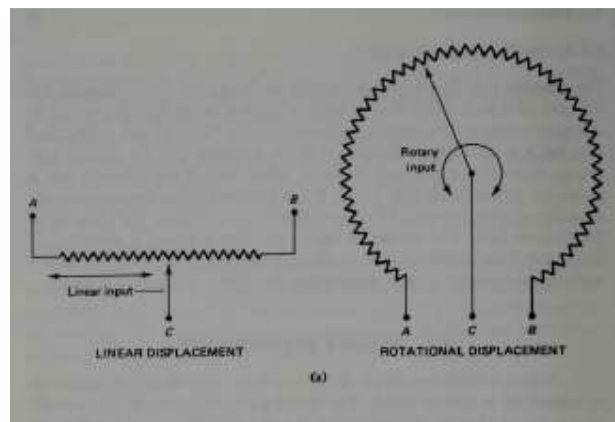 A
B
Linear input
C
LINEAR DISPLACEMENT
Rotary
input
A
C
B
ROTATIONAL DISPLACEMENT
(a)